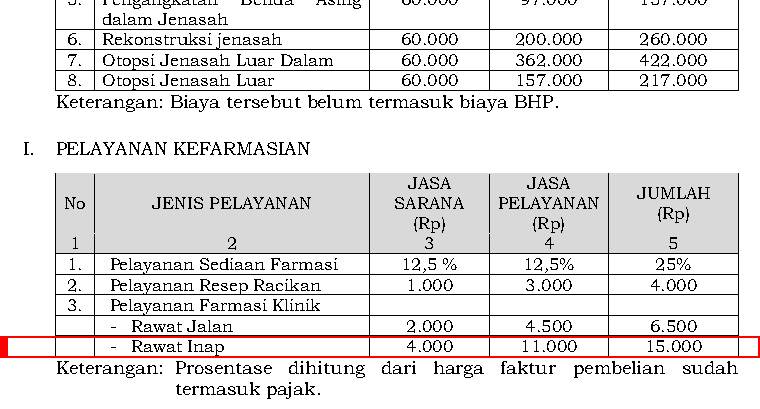 5. Pengangkatan Benda Asing 60.000 97.000 157.000
dalam Jenasah
6. Rekonstruksi jenasah 60.000 200.000 260.000
7. Otopsi Jenasah Luar Dalam 60.000 362.000 422.000
8. Otopsi Jenasah Luar 60.000 157.000 217.000
Keterangan: Biaya tersebut belum termasuk biaya BHP.
I. PELAYANAN KEFARMASIAN
No JENIS PELAYANAN JASA SARANA (Rp) JASA PELAYANAN (Rp) JUMLAH (Rp)
1 2 3 4 5
1. Pelayanan Sediaan Farmasi 12,5 % 12,5% 25%
2. Pelayanan Resep Racikan 1.000 3.000 4.000
3. Pelayanan Farmasi Klinik
- Rawat Jalan 2.000 4.500 6.500
- Rawat Inap 4.000 11.000 15.000
Keterangan: Prosentase dihitung dari harga faktur pembelian sudah
termasuk pajak.